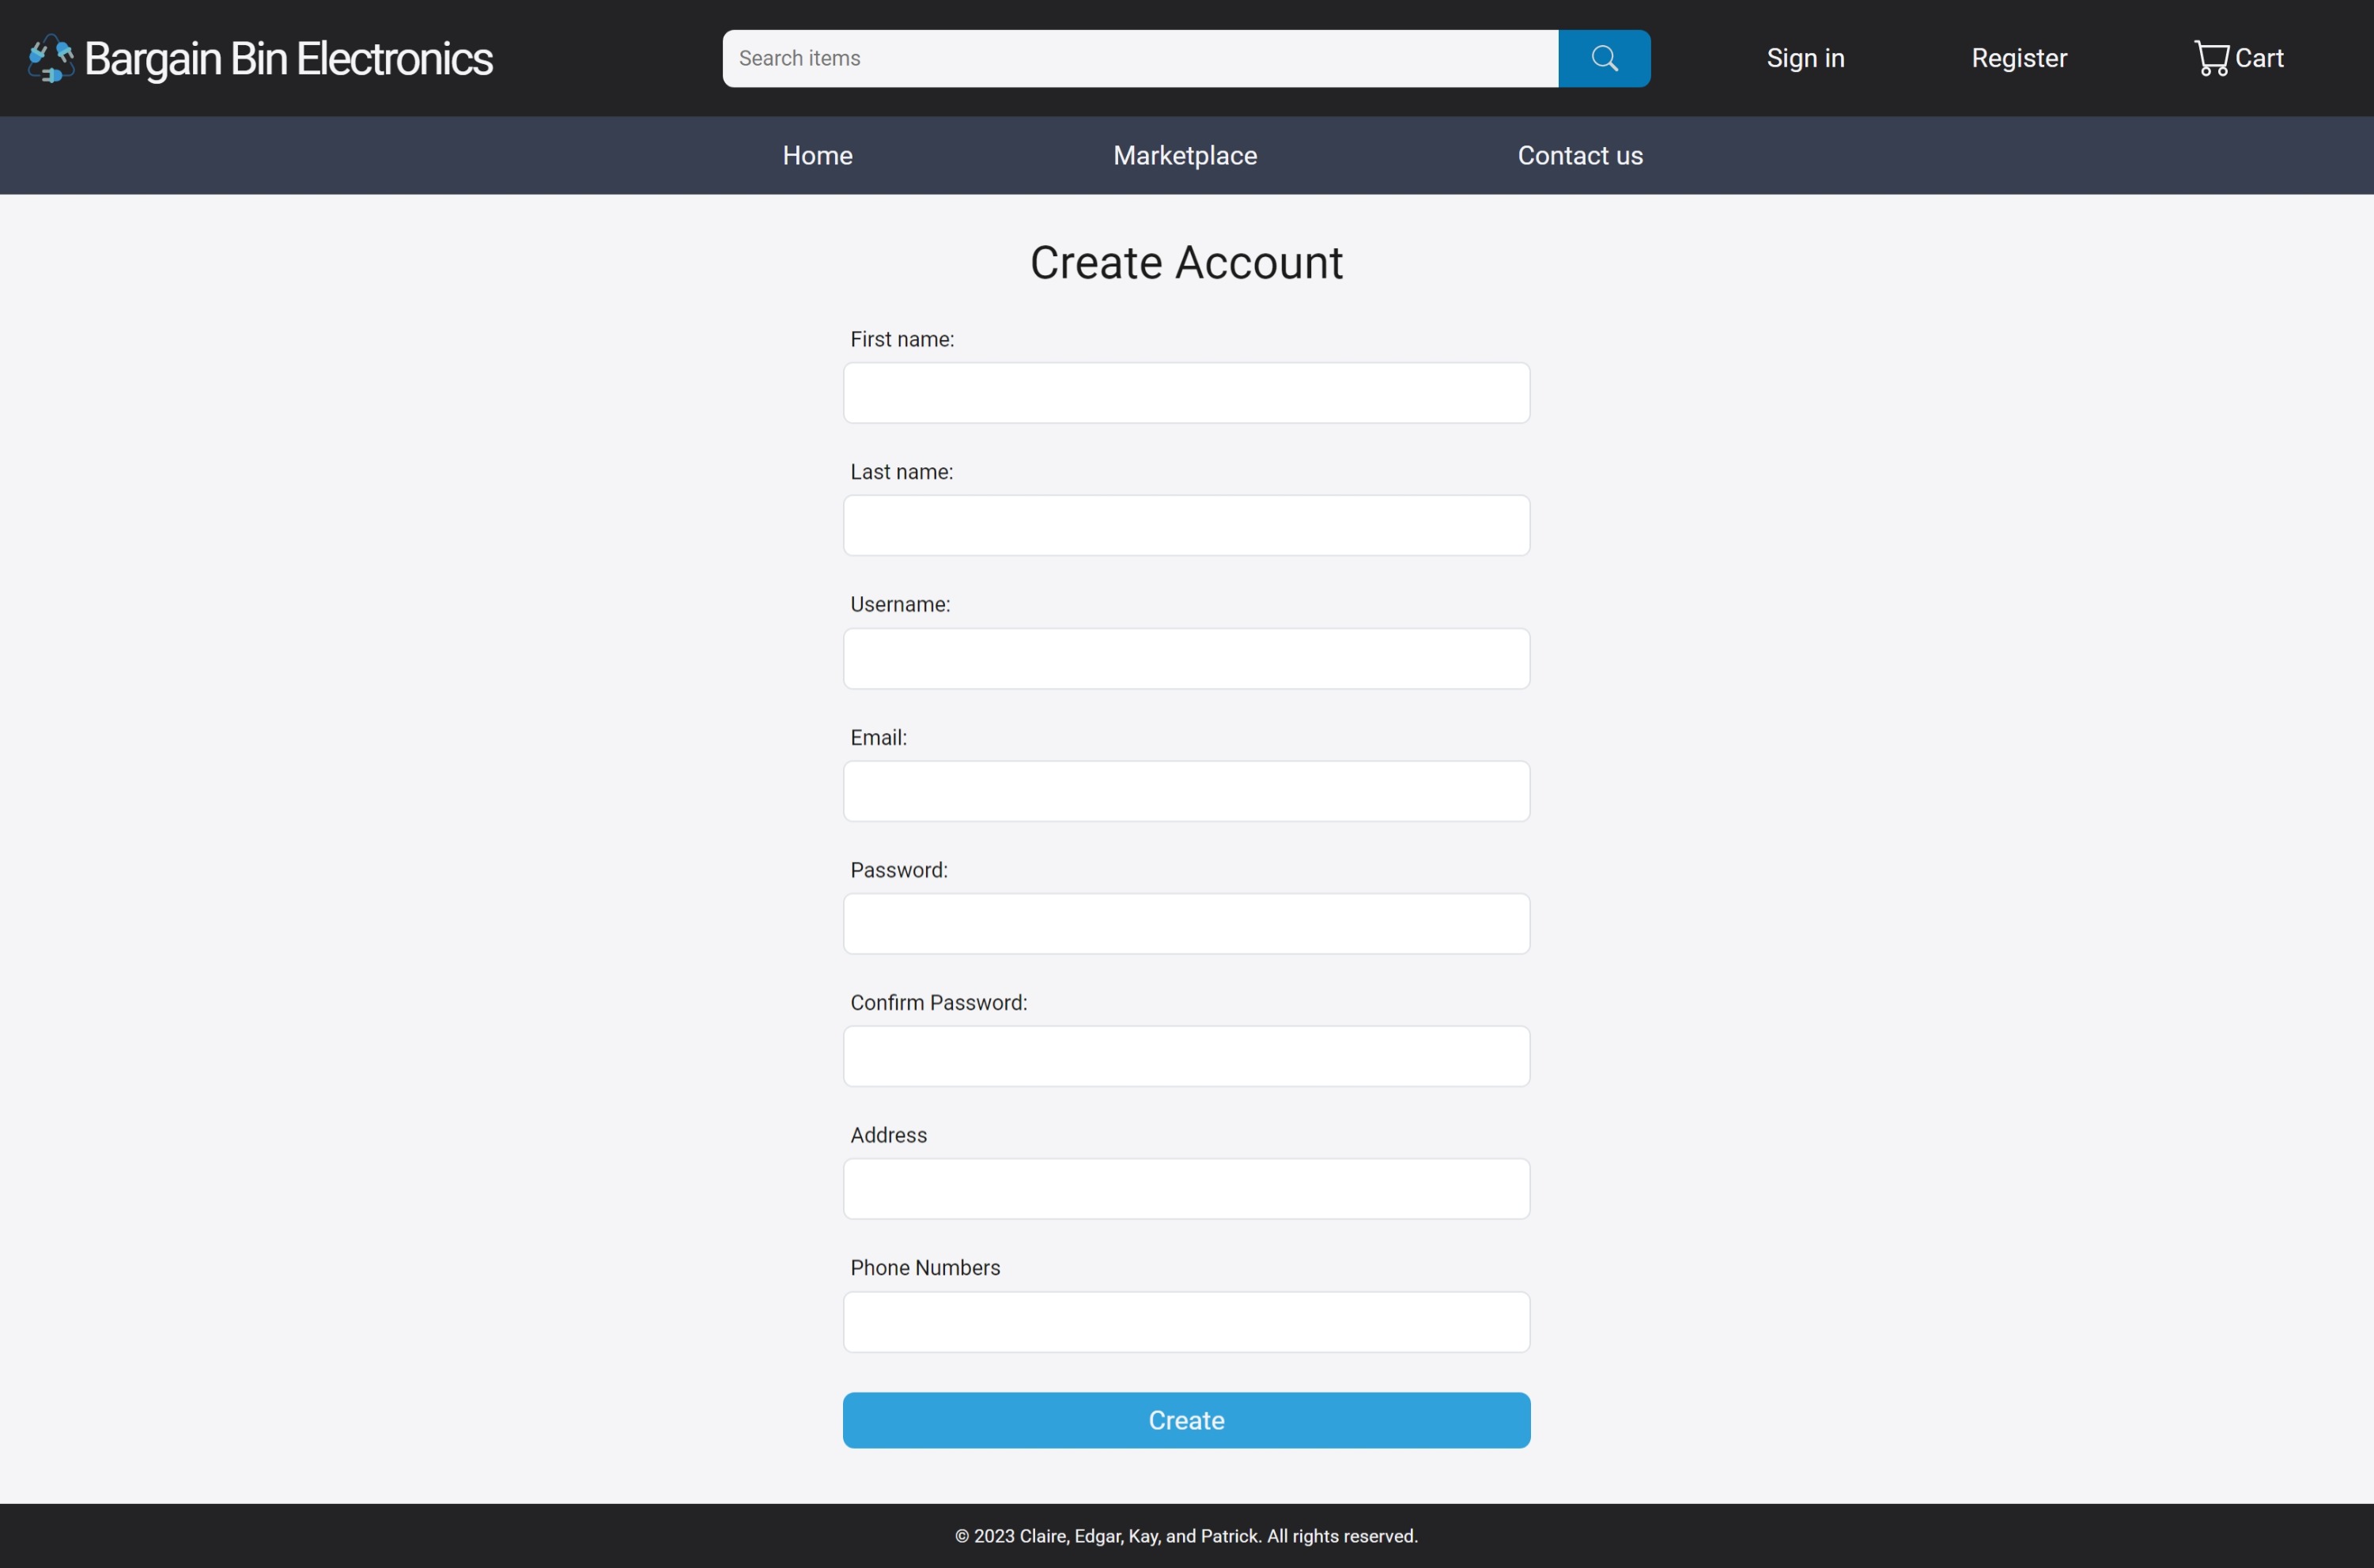 Bargain Bin Electronics
Search items
Sign in
Register
Cart
Home
Marketplace
Contact us
Create Account
First name:
Last name:
Username:
Email:
Password:
Confirm Password:
Address
Phone Numbers
Create
© 2023 Claire, Edgar, Kay, and Patrick. All rights reserved.